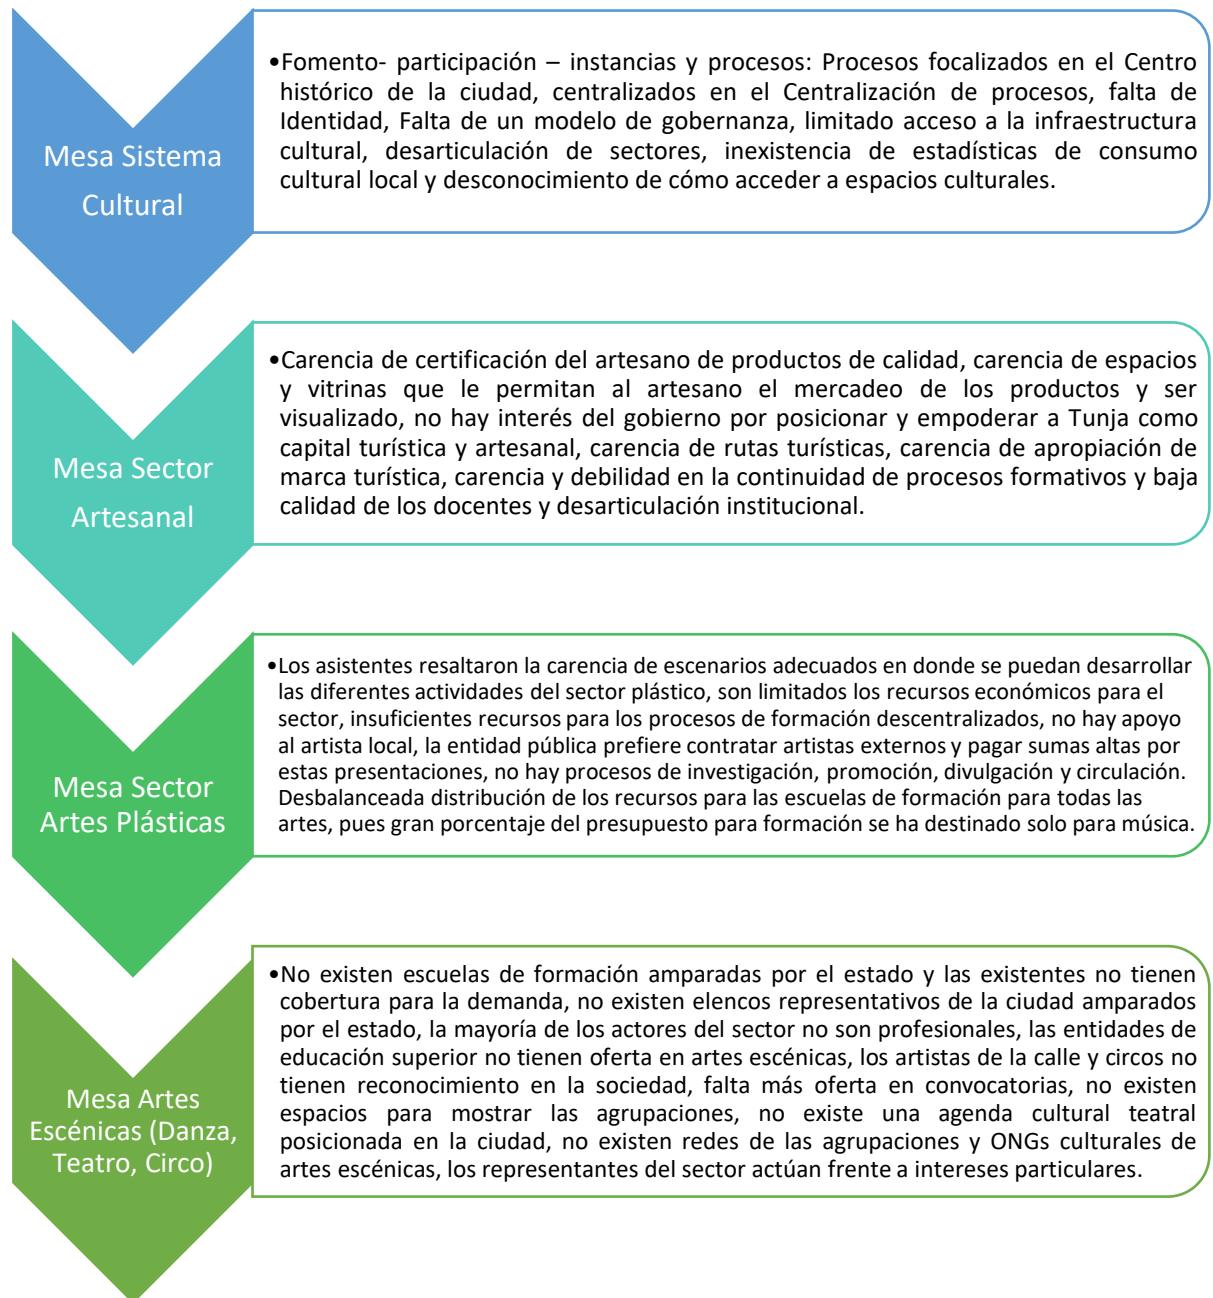 Mesa Sistema
Cultural
•Fomento- participación – instancias y procesos: Procesos focalizados en el Centro
histórico de la ciudad, centralizados en el Centralización de procesos, falta de
Identidad, Falta de un modelo de gobernanza, limitado acceso a la infraestructura
cultural, desarticulación de sectores, inexistencia de estadísticas de consumo
cultural local y desconocimiento de cómo acceder a espacios culturales.
Mesa Sector
Artesanal
•Carencia de certificación del artesano de productos de calidad, carencia de espacios
y vitrinas que le permitan al artesano el mercadeo de los productos y ser
visualizado, no hay interés del gobierno por posicionar y empoderar a Tunja como
capital turística y artesanal, carencia de rutas turísticas, carencia de apropiación de
marca turística, carencia y debilidad en la continuidad de procesos formativos y baja
calidad de los docentes y desarticulación institucional.
Mesa Sector
Artes Plásticas
•Los asistentes resaltaron la carencia de escenarios adecuados en donde se puedan desarrollar
las diferentes actividades del sector plástico, son limitados los recursos económicos para el
sector, insuficientes recursos para los procesos de formación descentralizados, no hay apoyo
al artista local, la entidad pública prefiere contratar artistas externos y pagar sumas altas por
estas presentaciones, no hay procesos de investigación, promoción, divulgación y circulación.
Desbalanceada distribución de los recursos para las escuelas de formación para todas las
artes, pues gran porcentaje del presupuesto para formación se ha destinado solo para música.
Mesa Artes
Escénicas (Danza,
Teatro, Circo)
•No existen escuelas de formación amparadas por el estado y las existentes no tienen
cobertura para la demanda, no existen elencos representativos de la ciudad amparados
por el estado, la mayoría de los actores del sector no son profesionales, las entidades de
educación superior no tienen oferta en artes escénicas, los artistas de la calle y circos no
tienen reconocimiento en la sociedad, falta más oferta en convocatorias, no existen
espacios para mostrar las agrupaciones, no existe una agenda cultural teatral
posicionada en la ciudad, no existen redes de las agrupaciones y ONGs culturales de
artes escénicas, los representantes del sector actúan frente a intereses particulares.